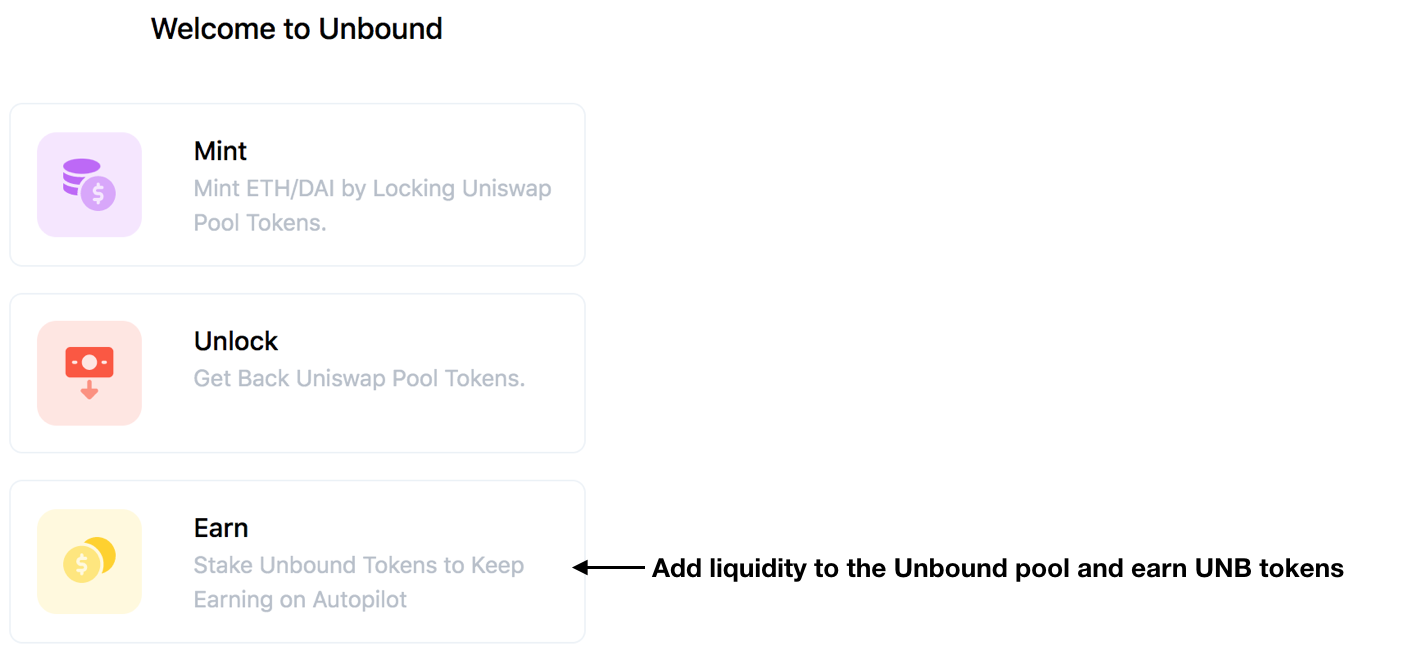 Welcome to Unbound
Mint
Mint ETH/DAI by Locking Uniswap
Pool Tokens.
Unlock
Get Back Uniswap Pool Tokens.
Earn
Stake Unbound Tokens to Keep
Earning on Autopilot
Add liquidity to the Unbound pool and earn UNB tokens